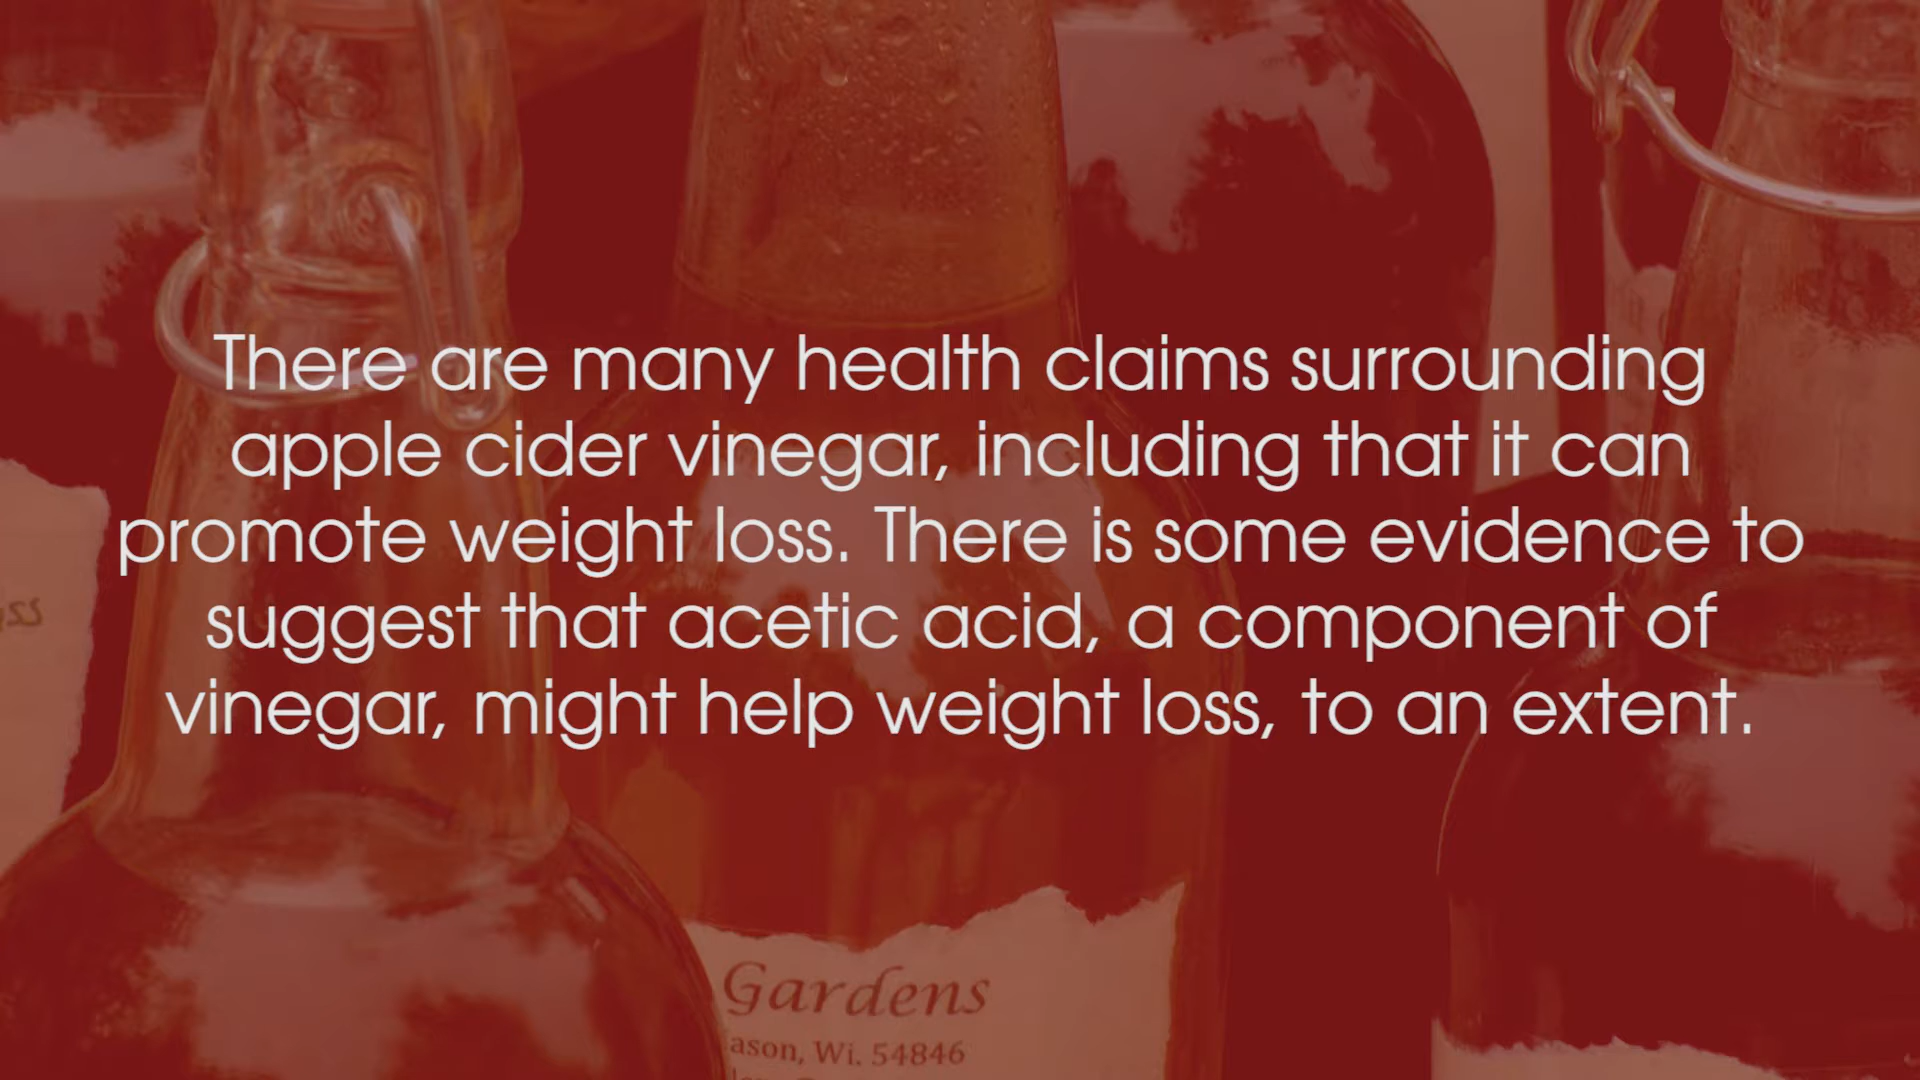 There are many health claims surrounding
apple cider vinegar, including that it can
promote weight loss. There is some evidence to
suggest that acetic acid, a component of
vinegar, might help weight loss, to an extent.
Gardens
ason, Wi. 54846